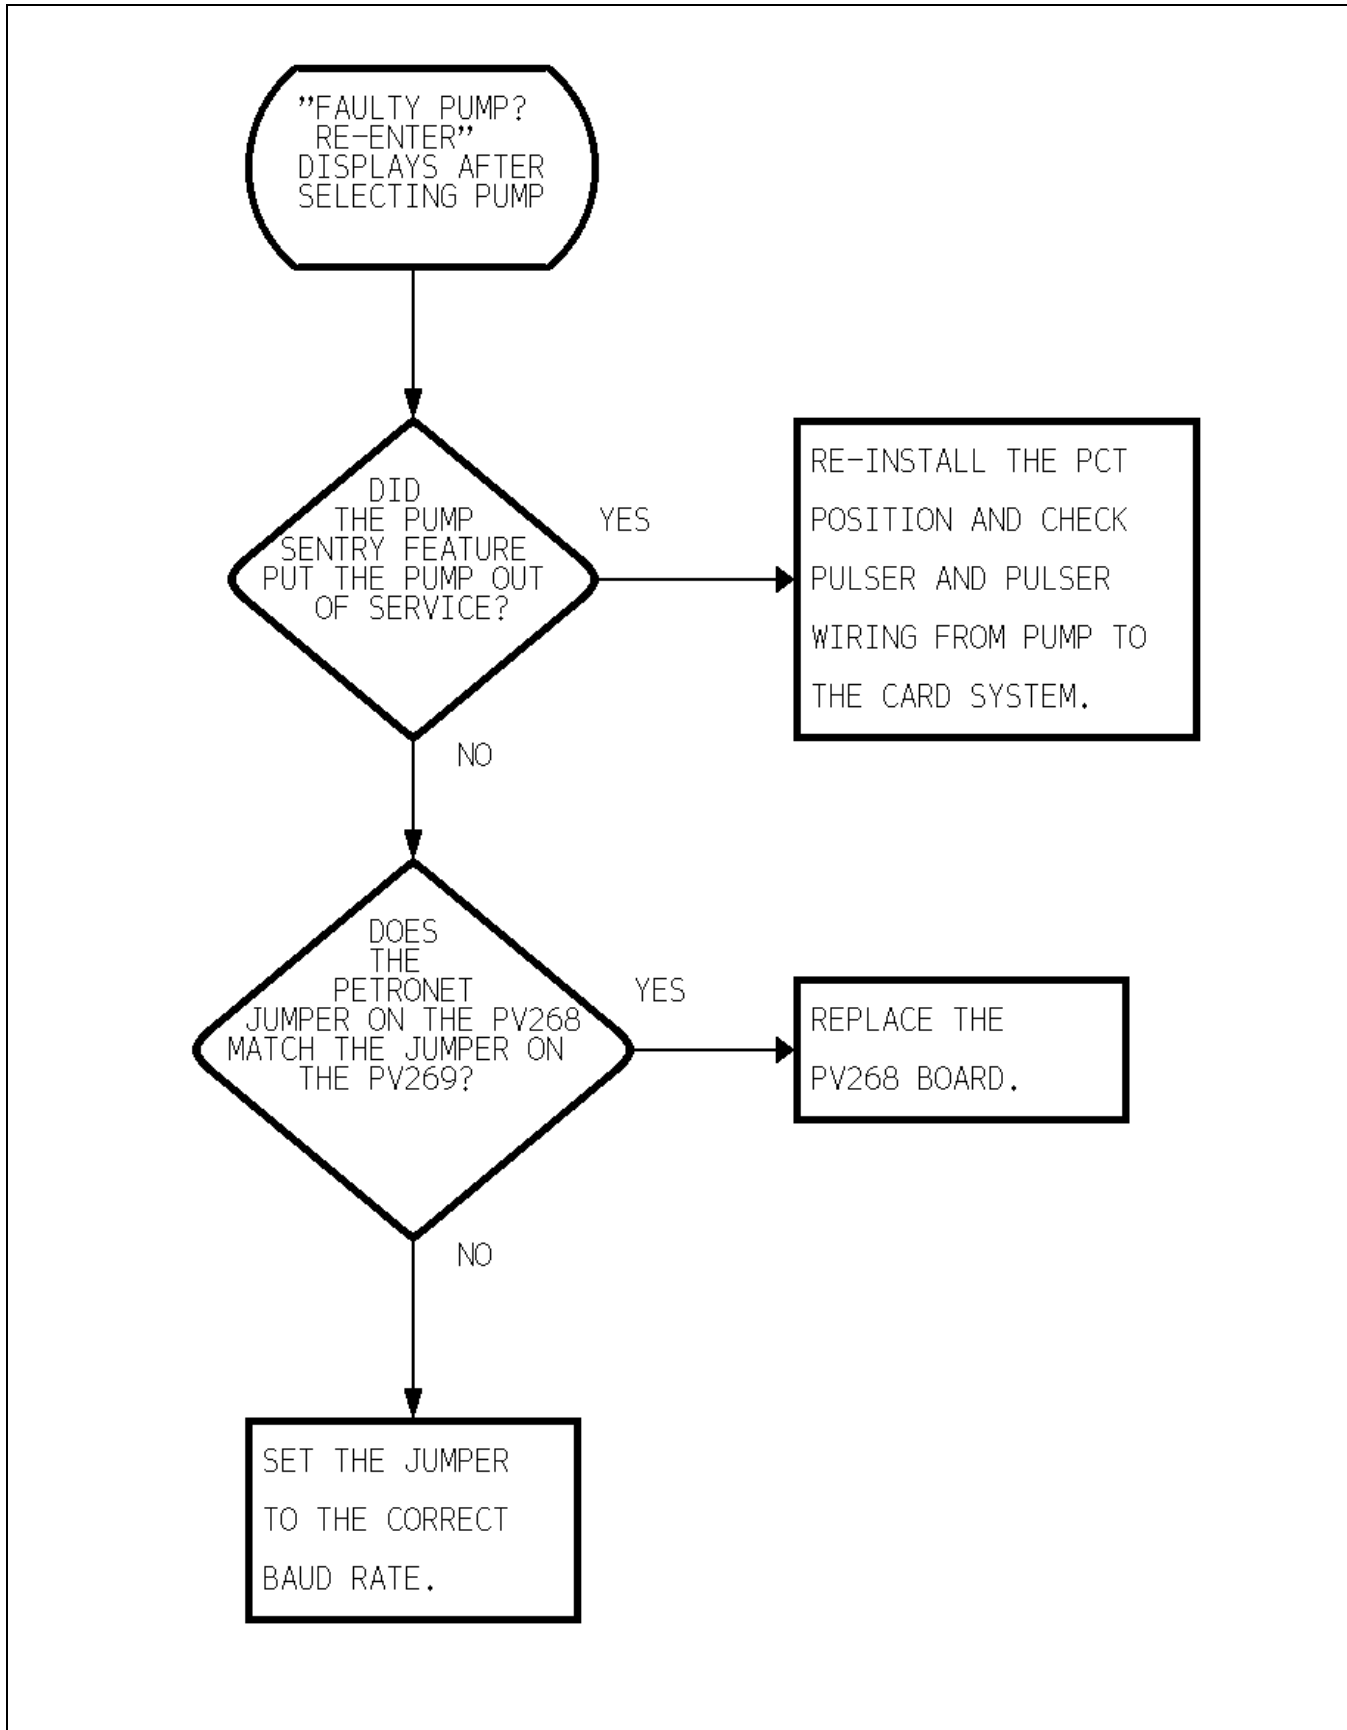 ”FAULTY PUMP?
RE-ENTER”
DISPLAYS AFTER
SELECTING PUMP
DID
THE PUMP
SENTRY FEATURE
PUT THE PUMP OUT
OF SERVICE?
YES
RE-INSTALL THE PCT
POSITION AND CHECK
PULSER AND PULSER
WIRING FROM PUMP TO
THE CARD SYSTEM.
NO
DOES
THE
PETRONET
JUMPER ON THE PV268
MATCH THE JUMPER ON
THE PV269?
YES
REPLACE THE
PV268 BOARD.
NO
SET THE JUMPER
TO THE CORRECT
BAUD RATE.